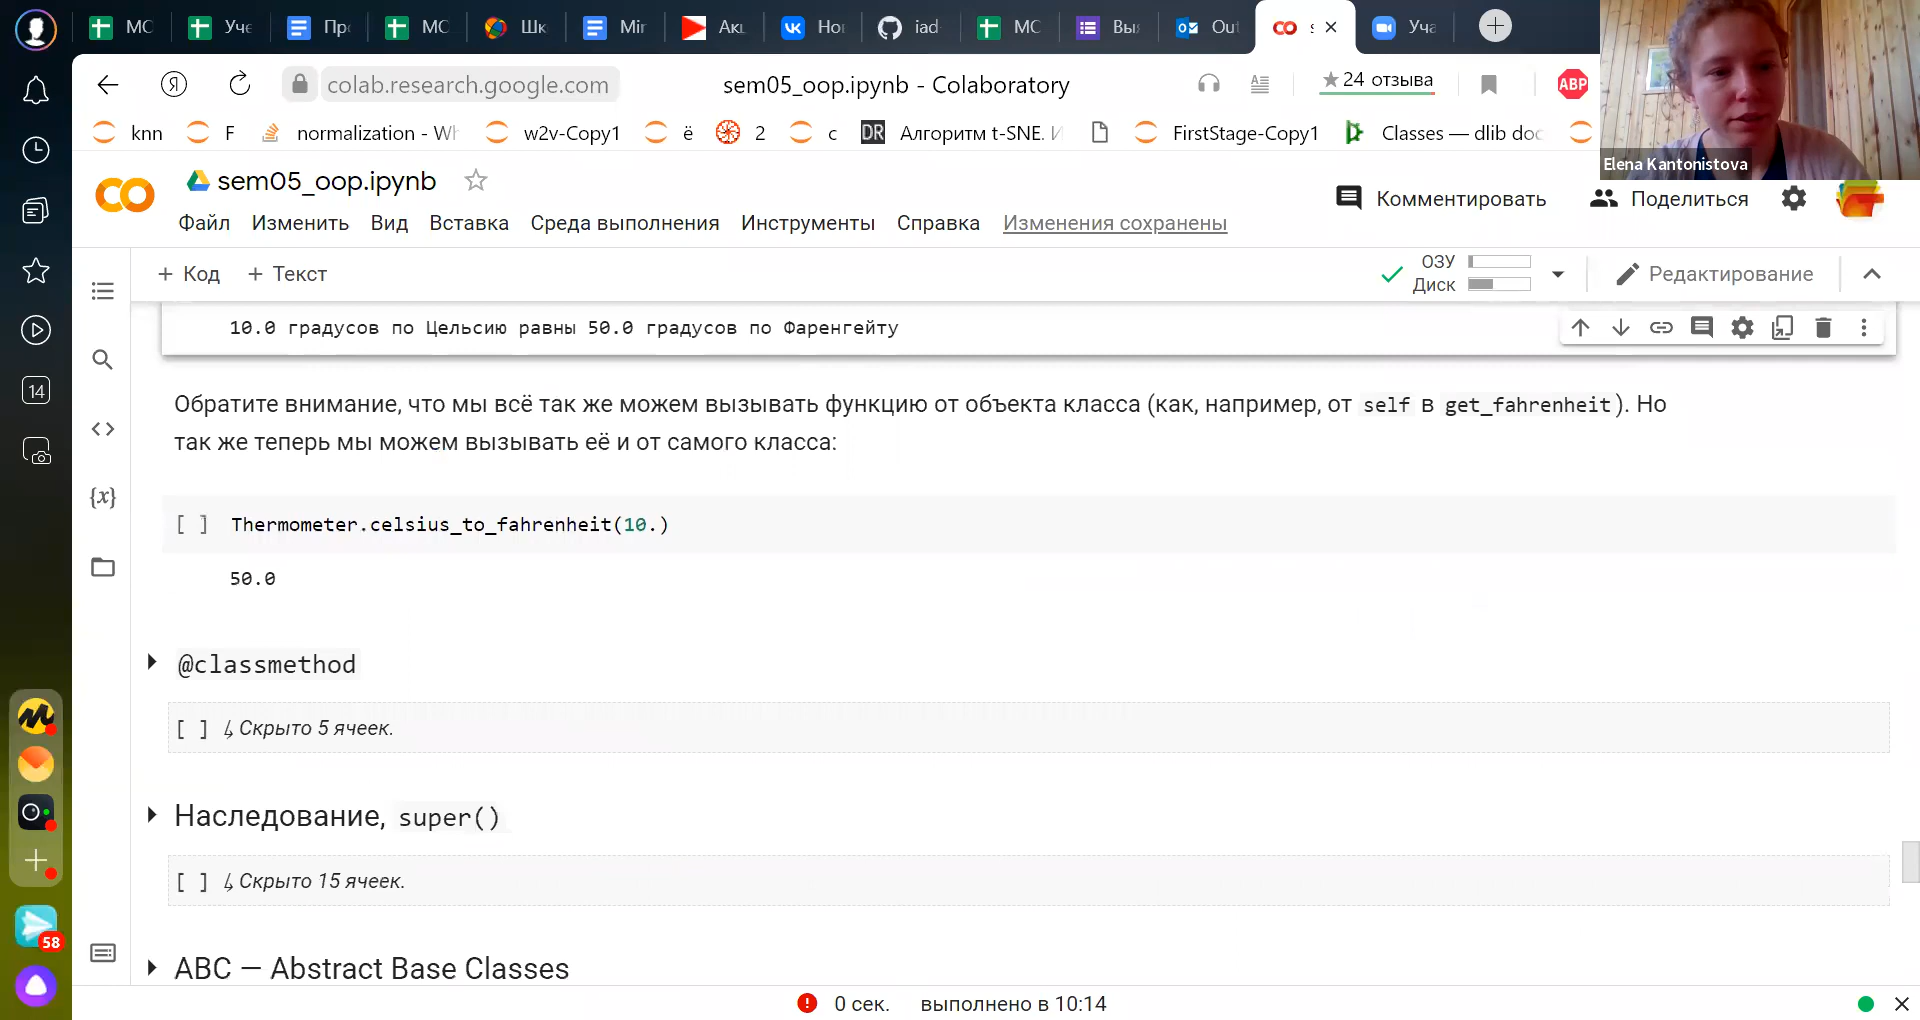 МС
Уче
Пр
МС
Шк
Mir
Акц
Но
iad-
МС
Выя
Out
Уча
colab.research.google.com
sem05_oop.ipynb - Colaboratory
★24 отзыва
ABP
knn
F
normalization - Wh
w2v-Copy1
ё
2
c
DR
Алгоритм t-SNE. И
FirstStage-Copy1
Classes — dlib doc
Elena Kantonistova
sem05_oop.ipynb
Комментировать
Поделиться
Файл Изменить Вид Вставка Среда выполнения Инструменты Справка Изменения сохранены
+ Код + Текст
ОЗУ
Диск
Редактирование
10.0 градусов по Цельсию равны 50.0 градусов по Фаренгейту
Обратите внимание, что мы всё так же можем вызывать функцию от объекта класса (как, например, от self в get_fahrenheit). Но
так же теперь мы можем вызывать её и от самого класса:
[ ] Thermometer.celsius_to_fahrenheit(10.)
50.0
@classmethod
[ ] ↳ Скрыто 5 ячеек.
Наследование, super()
[ ] ↳ Скрыто 15 ячеек.
ABC — Abstract Base Classes
0 сек. выполнено в 10:14
14
58